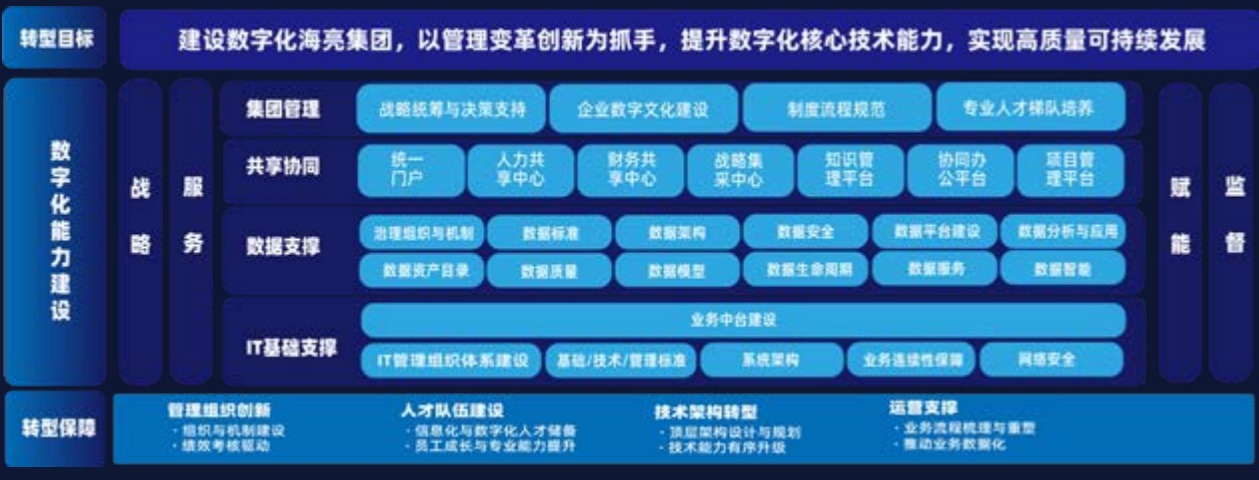 转型目标
建设数字化海亮集团，以管理变革创新为抓手，提升数字化核心技术能力，实现高质量可持续发展
数字化能力建设
战略
服务
集团管理
战略统筹与决策支持
企业数字文化建设
制度流程规范
专业人才梯队培养
共享协同
统一
门户
人力共
享中心
财务共
享中心
战略集
采中心
知识管
理平台
协同办
公平台
项目管
理平台
数据支撑
治理组织与机制
数据标准
数据架构
数据安全
数据平台建设
数据分析与应用
数据资产目录
数据质量
数据模型
数据生命周期
数据服务
数据智能
IT基础支撑
业务中台建设
IT管理组织体系建设
基础/技术/管理标准
系统架构
业务连续性保障
网络安全
赋能
监督
转型保障
管理组织创新
· 组织与机制建设
· 绩效考核驱动
人才队伍建设
· 信息化与数字化人才储备
· 员工成长与专业能力提升
技术架构转型
· 顶层架构设计与规划
· 技术能力有序升级
运营支撑
· 业务流程梳理与重塑
· 推动业务数据化